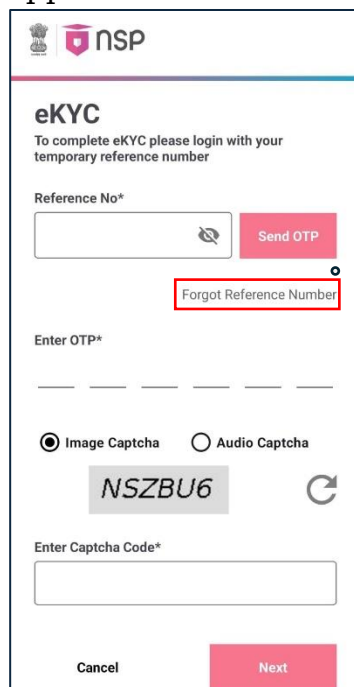 nsp
eKYC
To complete eKYC please login with your
temporary reference number
Reference No*
Send OTP
Forgot Reference Number
Enter OTP*
Image Captcha Audio Captcha
NSZBU6
Enter Captcha Code*
Cancel Next